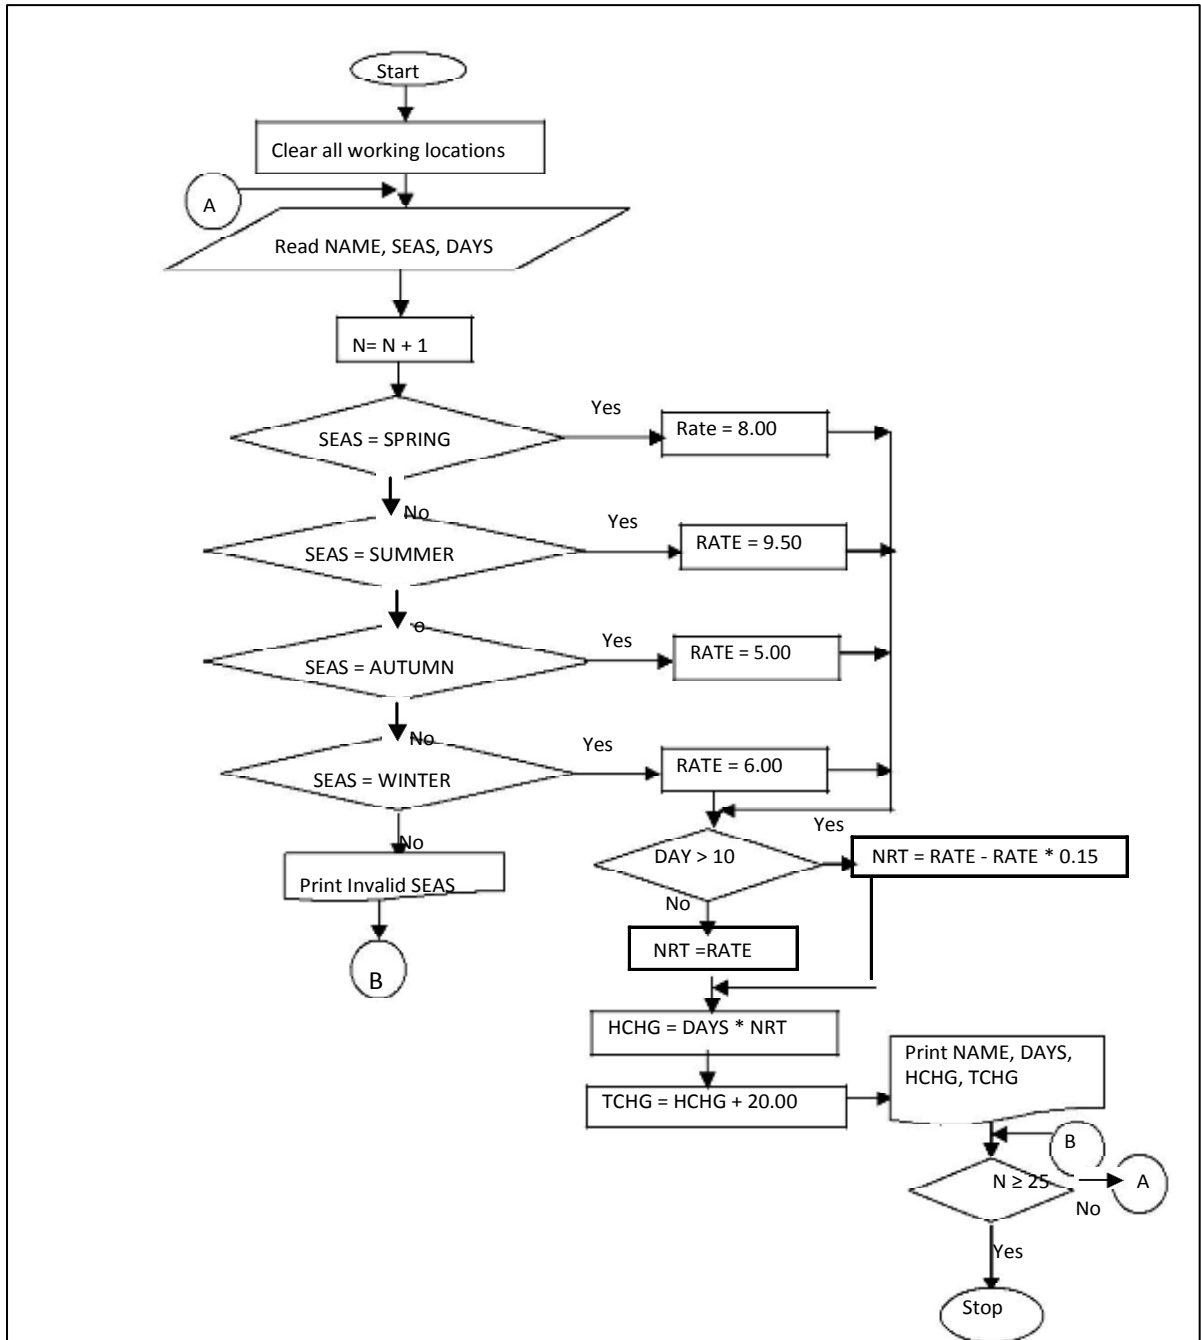 Start
Clear all working locations
A
Read NAME, SEAS, DAYS
N= N + 1
SEAS = SPRING
Yes
Rate = 8.00
No
SEAS = SUMMER
Yes
RATE = 9.50
o
SEAS = AUTUMN
Yes
RATE = 5.00
No
SEAS = WINTER
Yes
RATE = 6.00
No
Print Invalid SEAS
B
DAY > 10
Yes
NRT = RATE - RATE * 0.15
No
NRT =RATE
HCHG = DAYS * NRT
TCHG = HCHG + 20.00
Print NAME, DAYS,
HCHG, TCHG
B
N ≥ 25
No
A
Yes
Stop